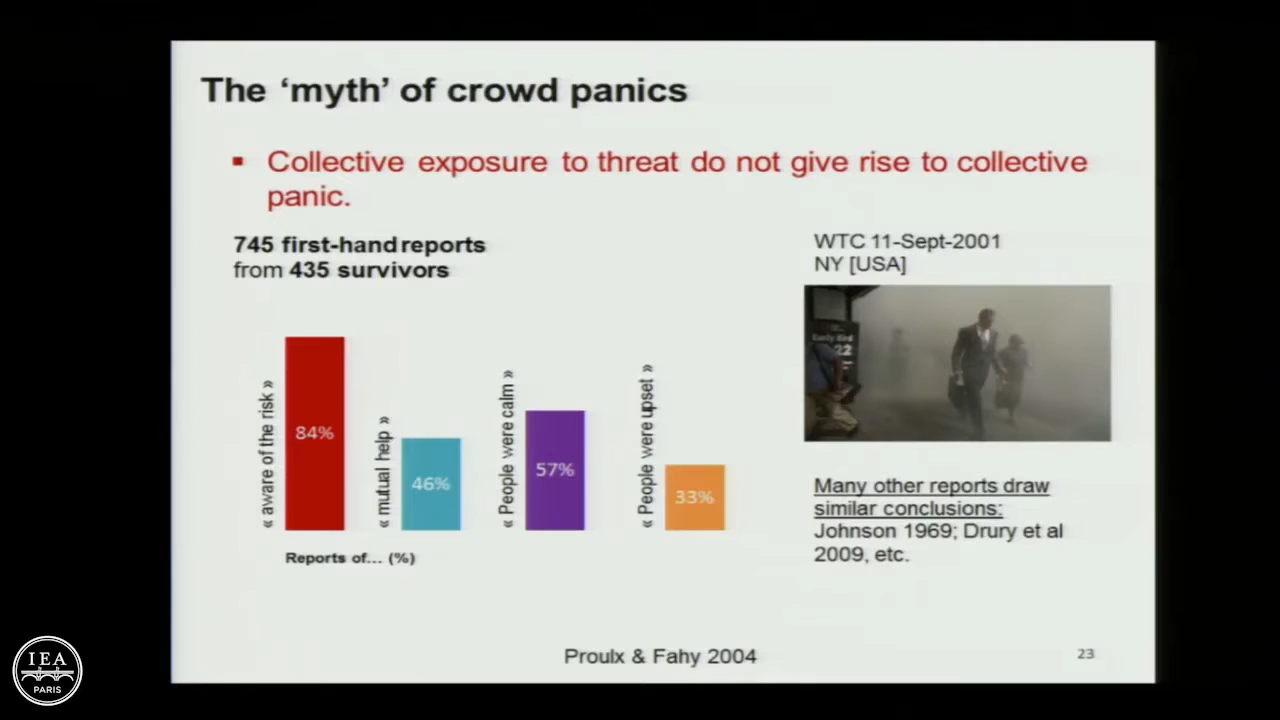 The ‘myth’ of crowd panics
▪ Collective exposure to threat do not give rise to collective
panic.
745 first-hand reports
from 435 survivors
WTC 11-Sept-2001
NY [USA]
Early Bird
22
« aware of the risk »
84%
« mutual help »
46%
« People were calm »
57%
« People were upset »
33%
Reports of... (%)
Many other reports draw
similar conclusions:
Johnson 1969; Drury et al
2009, etc.
Proulx & Fahy 2004
23
IEA
PARIS